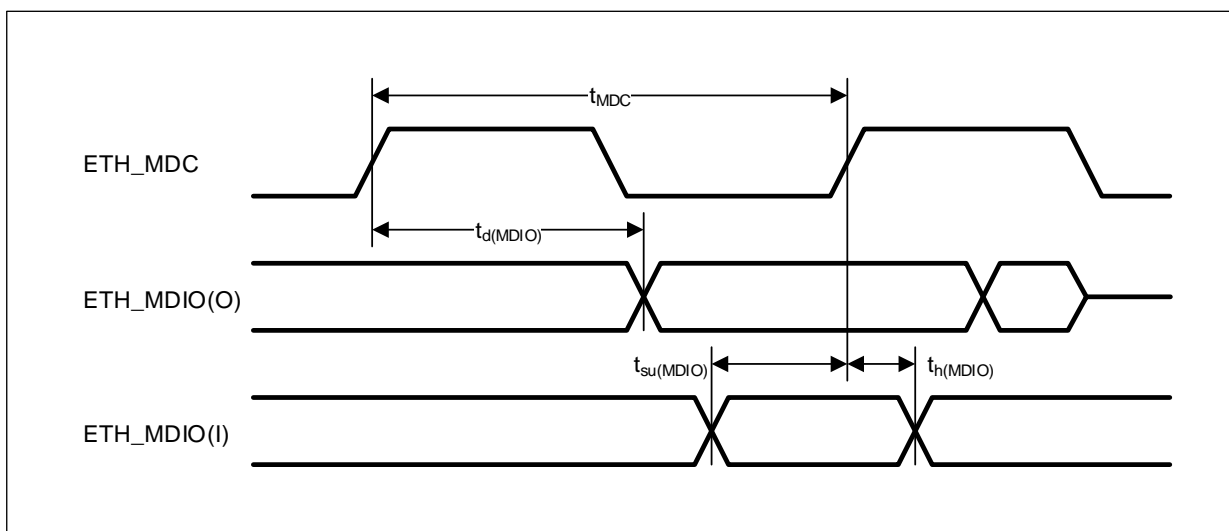 tMDC
ETH_MDC
td(MDIO)
ETH_MDIO(O)
tsu(MDIO)
th(MDIO)
ETH_MDIO(I)